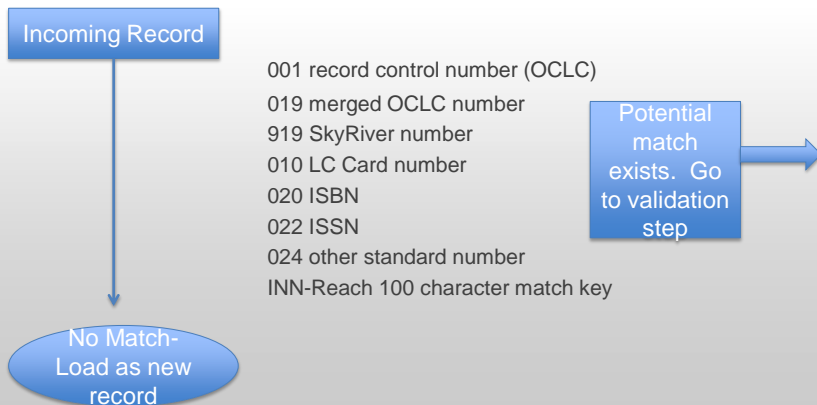 Incoming Record
001 record control number (OCLC)
019 merged OCLC number
919 SkyRiver number
010 LC Card number
020 ISBN
022 ISSN
024 other standard number
INN-Reach 100 character match key
Potential
match
exists. Go
to validation
step
No Match-
Load as new
record